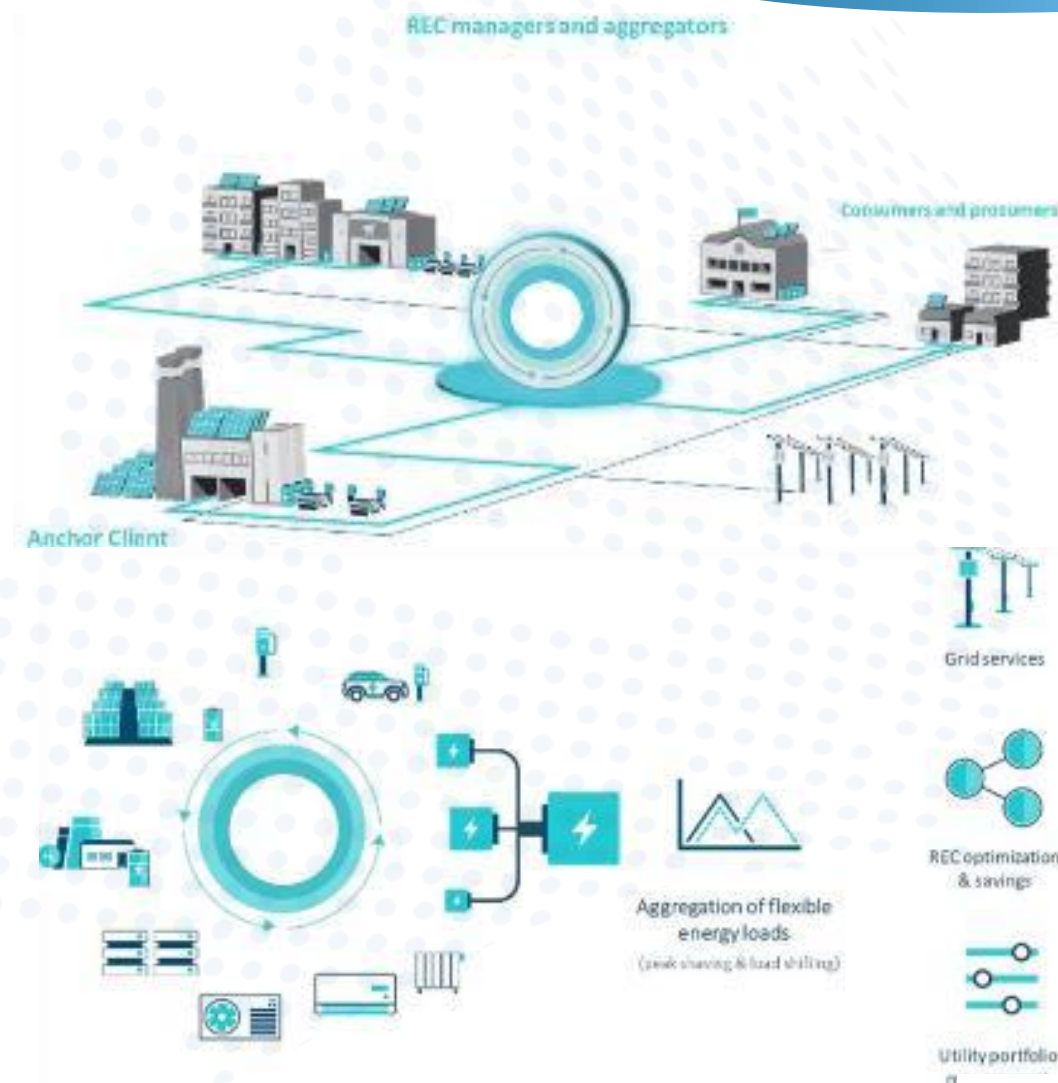 REC managers and aggregators
Consumers and prosumers
Anchor Client
Grid services
REC optimization
& savings
Aggregation of flexible
energy loads
(peak shaving & load shifting)
Utility portfolio